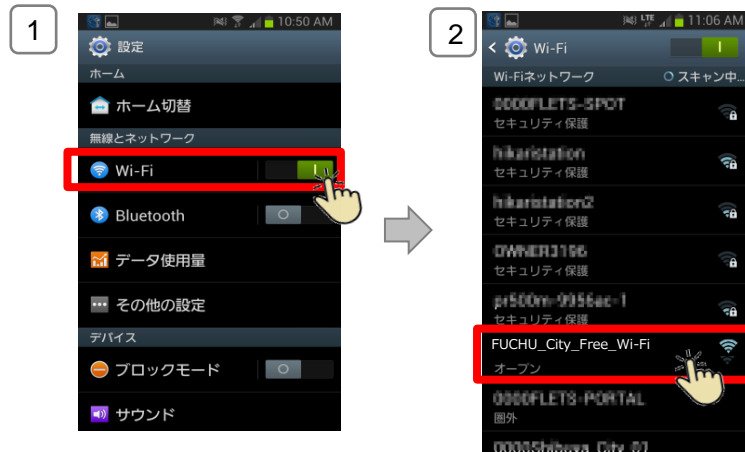 1
10:50 AM
設定
ホーム
ホーム切替
無線とネットワーク
Wi-Fi
Bluetooth
データ使用量
その他の設定
デバイス
ブロックモード
サウンド
2
LTE 11:06 AM
Wi-Fi
Wi-Fiネットワーク スキャン中...
0000FLETS-SPOT
セキュリティ保護
hikaristation
セキュリティ保護
hikaristation2
セキュリティ保護
セキュリティ保護
セキュリティ保護
FUCHU_City_Free_Wi-Fi
オープン
0000FLETS-PORTAL
圏外